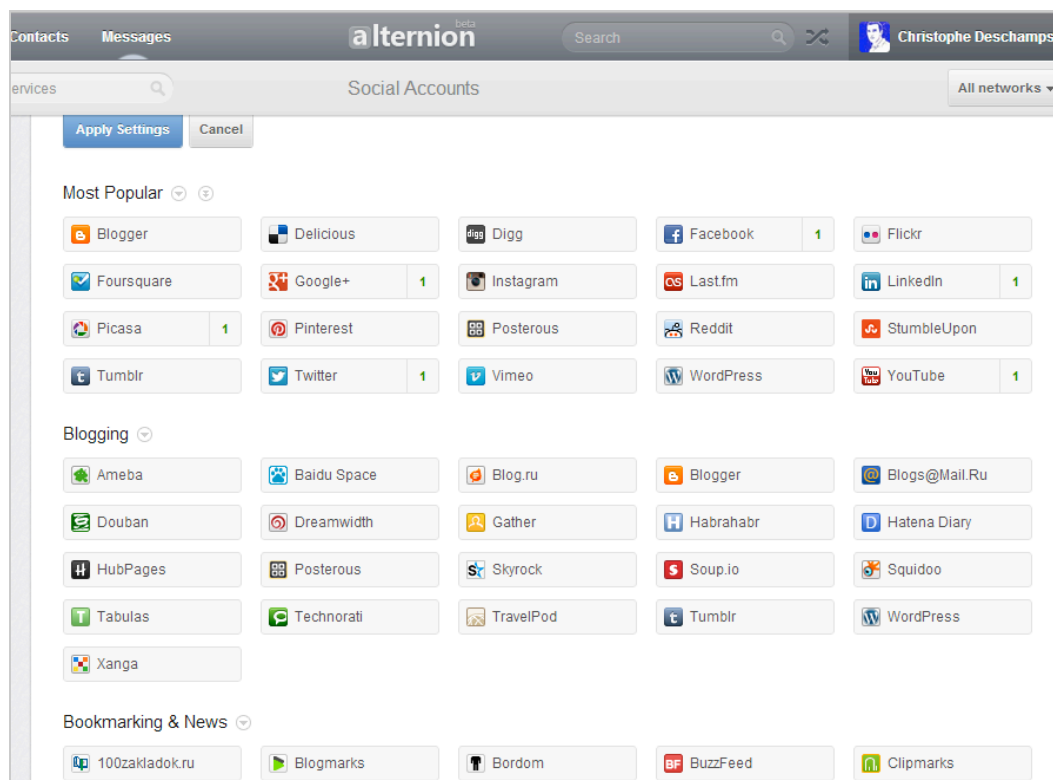 beta
Contacts Messages alternion Search Christophe Deschamps
ervices Social Accounts All networks
Apply Settings Cancel
Most Popular
Blogger Delicious Digg Facebook 1 Flickr
Foursquare Google+ 1 Instagram Last.fm LinkedIn 1
Picasa 1 Pinterest Posterous Reddit StumbleUpon
Tumblr Twitter 1 Vimeo WordPress YouTube 1
Blogging
Ameba Baidu Space Blog.ru Blogger Blogs@Mail.Ru
Douban Dreamwidth Gather Habrahabr Hatena Diary
HubPages Posterous Skyrock Soup.io Squidoo
Tabulas Technorati TravelPod Tumblr WordPress
Xanga
Bookmarking & News
100zakladok.ru Blogmarks Bordom BuzzFeed Clipmarks